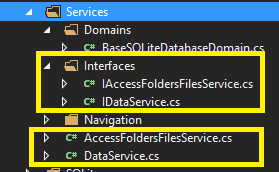 Services
Domains
C# BaseSQLiteDatabaseDomain.cs
Interfaces
C# IAccessFoldersFilesService.cs
C# IDataService.cs
Navigation
C# AccessFoldersFilesService.cs
C# DataService.cs